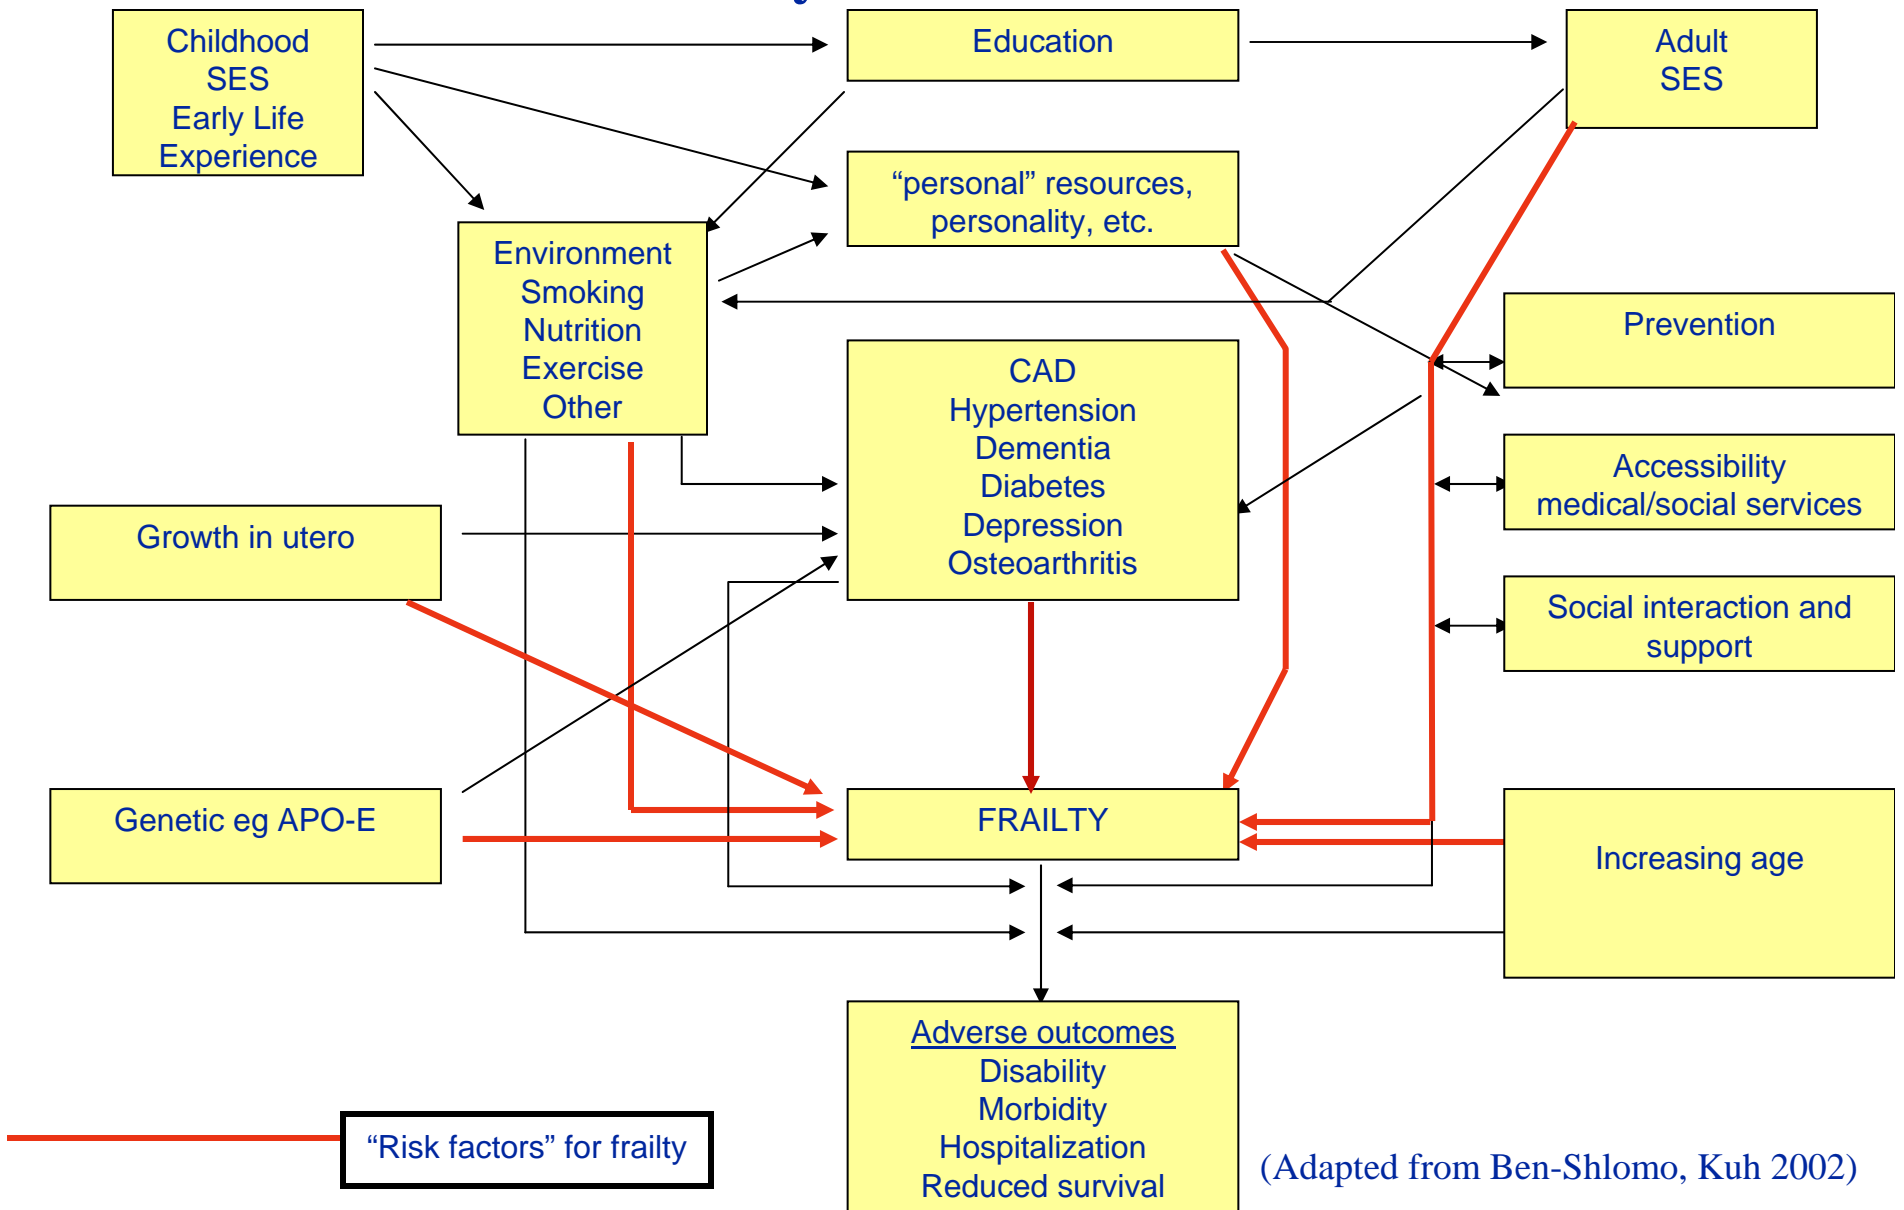 Childhood
SES
Early Life
Experience
Education
Adult
SES
“personal” resources,
personality, etc.
Environment
Smoking
Nutrition
Exercise
Other
Prevention
CAD
Hypertension
Dementia
Diabetes
Depression
Osteoarthritis
Accessibility
medical/social services
Growth in utero
Social interaction and
support
Genetic eg APO-E
FRAILTY
Increasing age
Adverse outcomes
Disability
Morbidity
Hospitalization
Reduced survival
“Risk factors” for frailty
(Adapted from Ben-Shlomo, Kuh 2002)